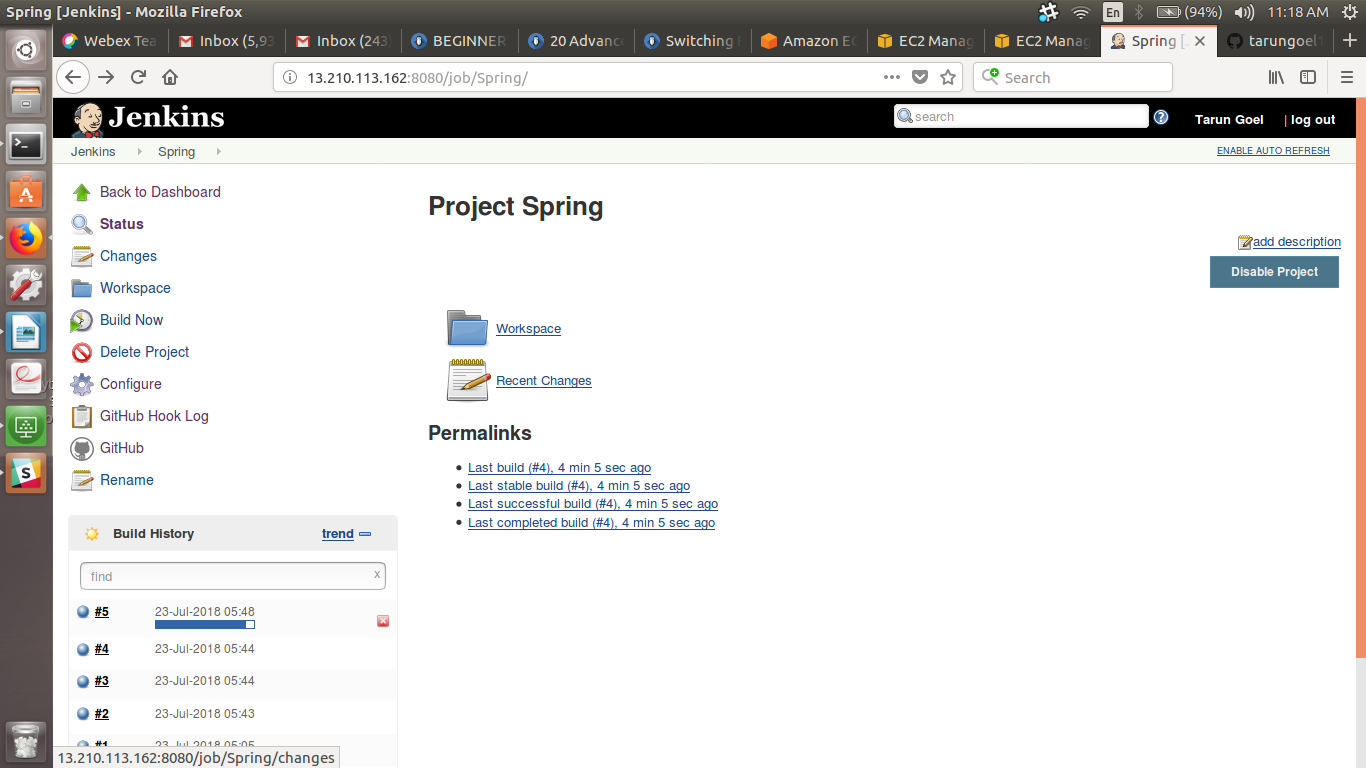 Spring [Jenkins] - Mozilla Firefox
En
(94%)
11:18 AM
Webex Tea
Inbox (5,93
Inbox (243)
BEGINNER
20 Advanc
Switching
Amazon EC
EC2 Manag
EC2 Manag
Spring [
tarungoel1
13.210.113.162:8080/job/Spring/
Search
Jenkins
search
Tarun Goel
| log out
Jenkins
Spring
ENABLE AUTO REFRESH
Back to Dashboard
Status
Changes
Workspace
Build Now
Delete Project
Configure
GitHub Hook Log
GitHub
Rename
Project Spring
add description
Disable Project
Workspace
Recent Changes
Permalinks
Last build (#4), 4 min 5 sec ago
Last stable build (#4), 4 min 5 sec ago
Last successful build (#4), 4 min 5 sec ago
Last completed build (#4), 4 min 5 sec ago
Build History
trend
find
x
#5 23-Jul-2018 05:48
#4 23-Jul-2018 05:44
#3 23-Jul-2018 05:44
#2 23-Jul-2018 05:43
#1 23-Jul-2018 05:05
13.210.113.162:8080/job/Spring/changes